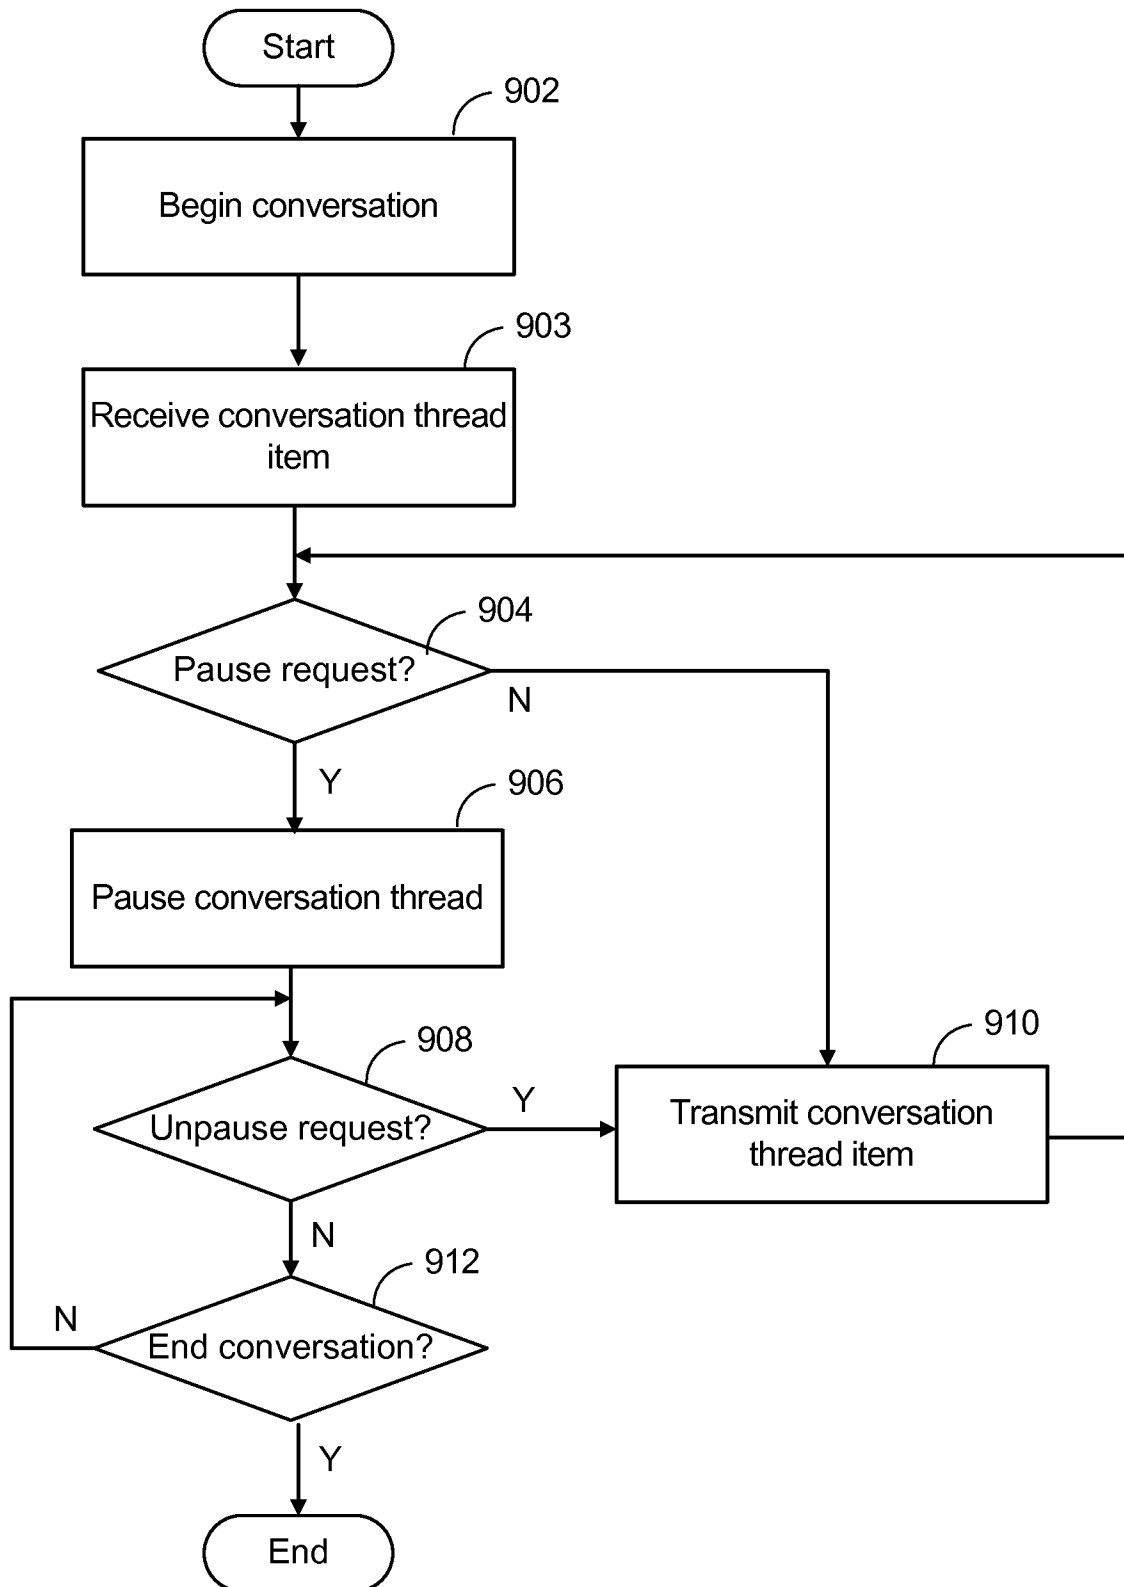 Start
902
Begin conversation
903
Receive conversation thread
item
904
Pause request?
N
Y
906
Pause conversation thread
908
Unpause request?
Y
910
Transmit conversation
thread item
N
912
End conversation?
N
Y
End